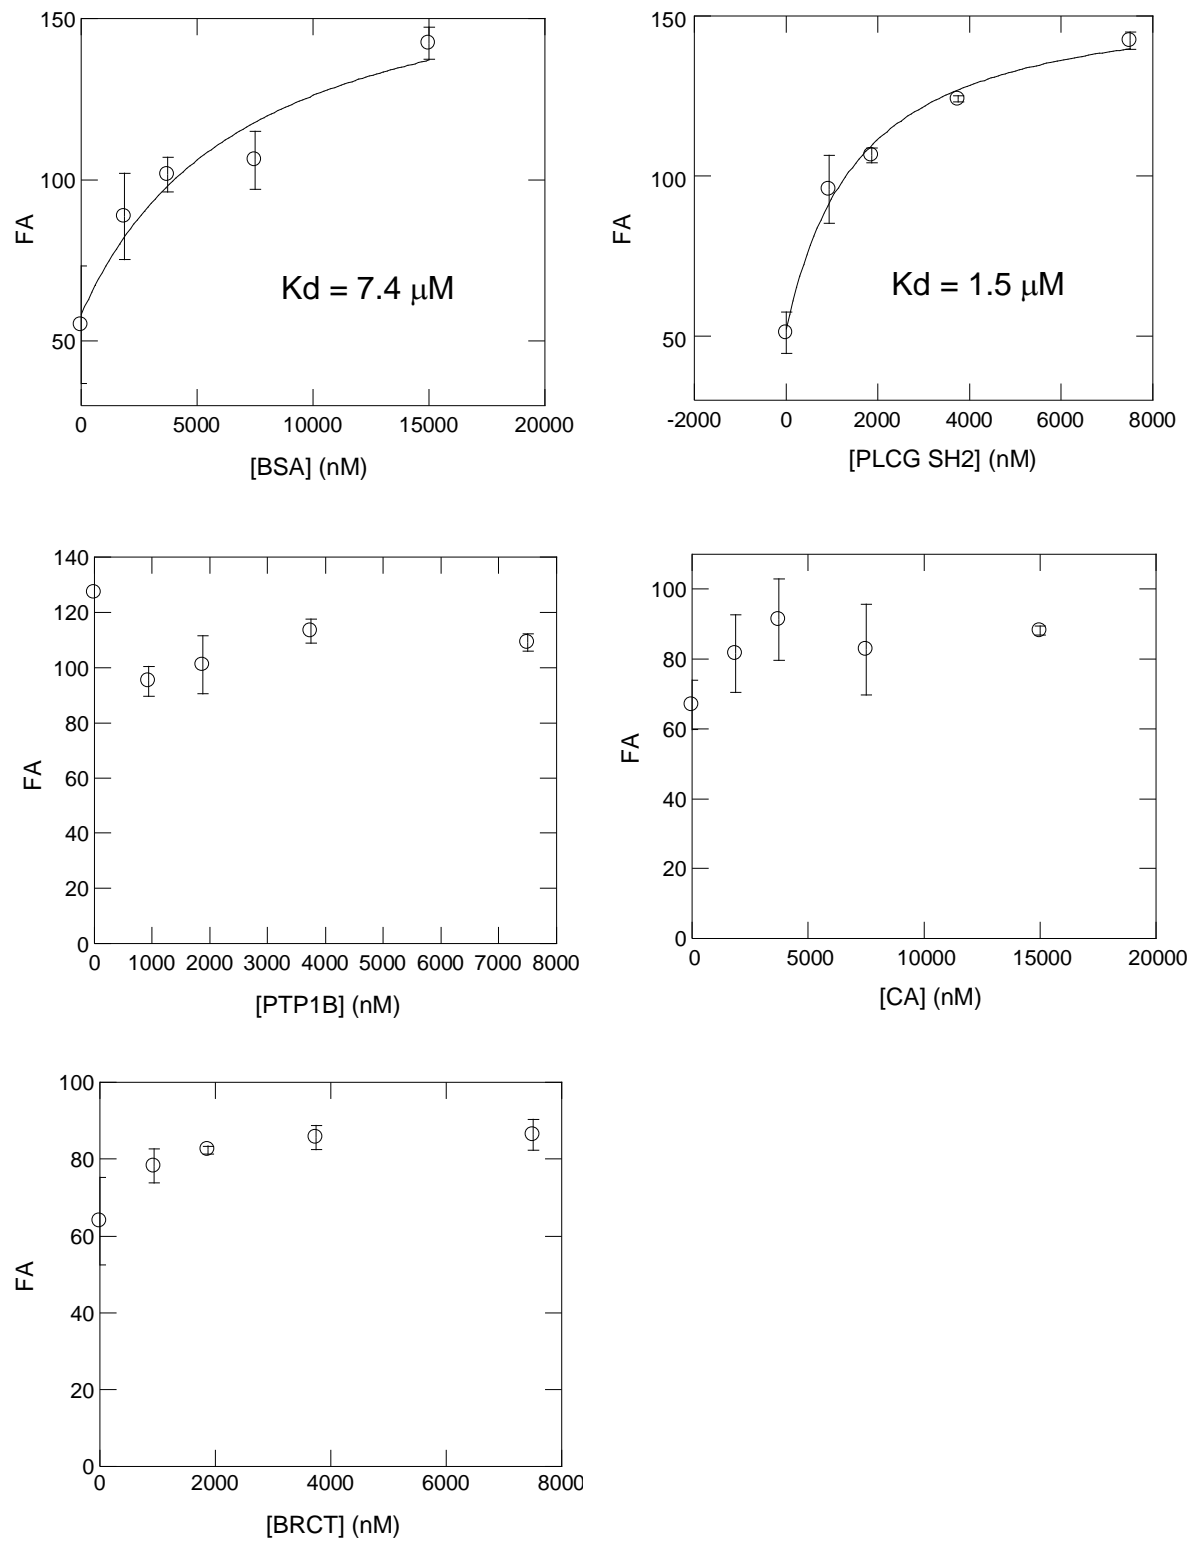 150
100
50
FA
Kd = 7.4 μM
0 5000 10000 15000 20000
[BSA] (nM)
150
100
50
FA
Kd = 1.5 μM
-2000 0 2000 4000 6000 8000
[PLCG SH2] (nM)
140
120
100
80
60
40
20
0
FA
0 1000 2000 3000 4000 5000 6000 7000 8000
[PTP1B] (nM)
100
80
60
40
20
0
FA
0 5000 10000 15000 20000
[CA] (nM)
100
80
60
40
20
0
FA
0 2000 4000 6000 8000
[BRCT] (nM)